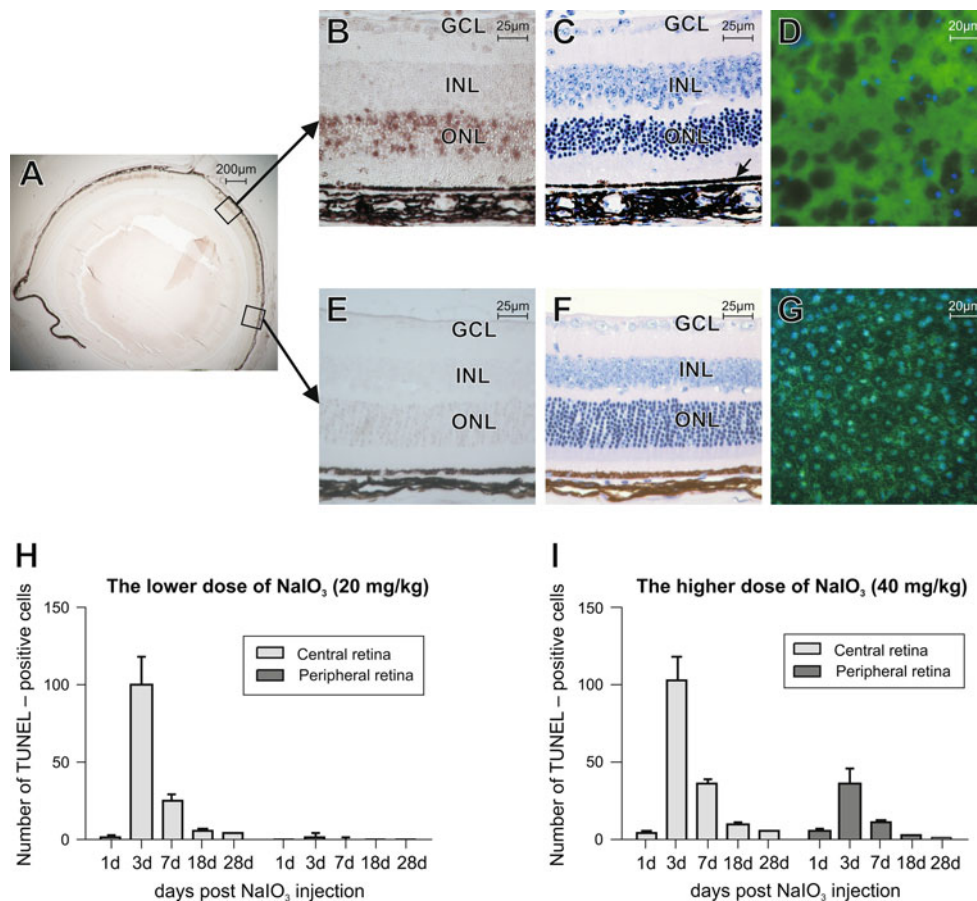 A
200µm
B
GCL
25µm
INL
ONL
C
GCL
25µm
INL
ONL
D
20µm
E
25µm
GCL
INL
ONL
F
25µm
GCL
INL
ONL
G
20µm
H
The lower dose of NaIO₃ (20 mg/kg)
Number of TUNEL – positive cells
150
100
50
0
Central retina
Peripheral retina
1d 3d 7d 18d 28d 1d 3d 7d 18d 28d
days post NaIO₃ injection
I
The higher dose of NaIO₃ (40 mg/kg)
Number of TUNEL – positive cells
150
100
50
0
Central retina
Peripheral retina
1d 3d 7d 18d 28d 1d 3d 7d 18d 28d
days post NaIO₃ injection